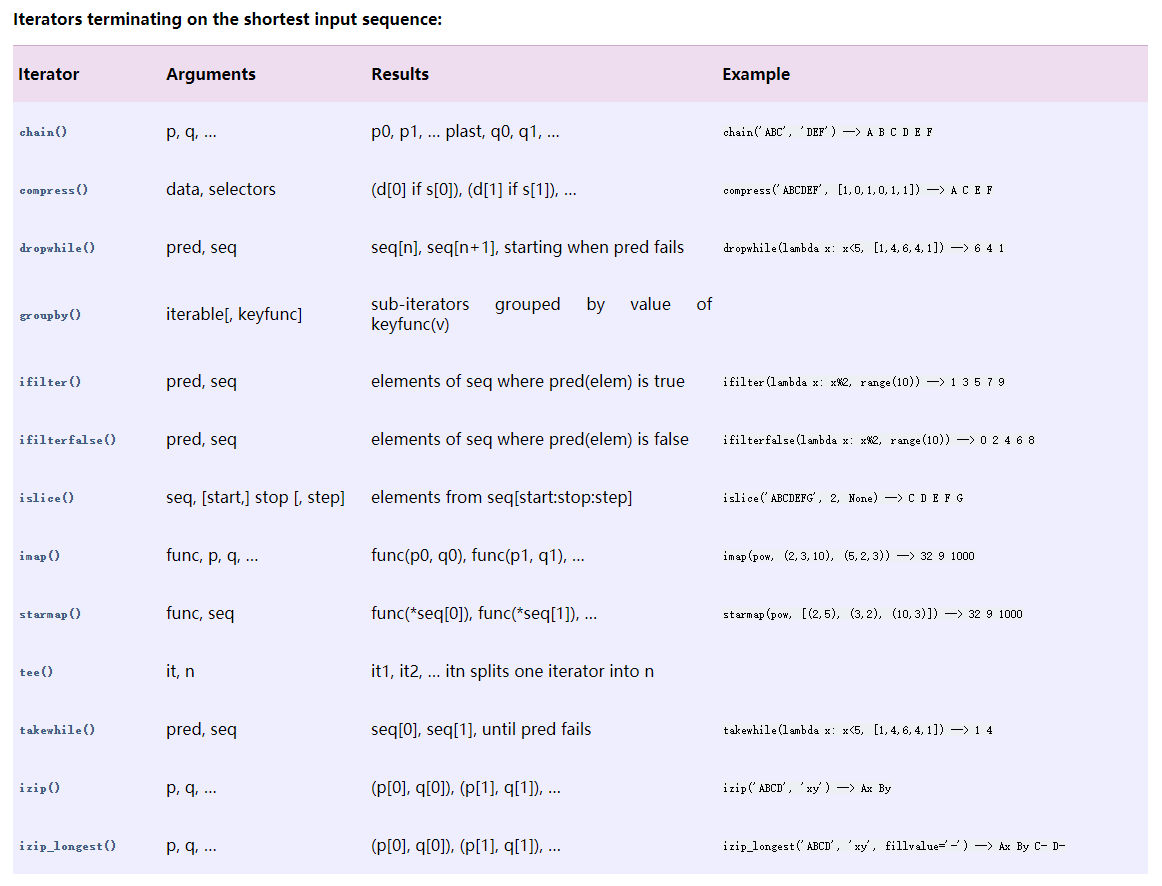 Iterators terminating on the shortest input sequence:
Iterator Arguments Results Example
chain() p, q, … p0, p1, … plast, q0, q1, … chain('ABC', 'DEF') --> A B C D E F
compress() data, selectors (d[0] if s[0]), (d[1] if s[1]), … compress('ABCDEF', [1,0,1,0,1,1]) --> A C E F
dropwhile() pred, seq seq[n], seq[n+1], starting when pred fails dropwhile(lambda x: x<5, [1,4,6,4,1]) --> 6 4 1
groupby() iterable[, keyfunc] sub-iterators grouped by value of
keyfunc(v)
ifilter() pred, seq elements of seq where pred(elem) is true ifilter(lambda x: x%2, range(10)) --> 1 3 5 7 9
ifilterfalse() pred, seq elements of seq where pred(elem) is false ifilterfalse(lambda x: x%2, range(10)) --> 0 2 4 6 8
islice() seq, [start,] stop [, step] elements from seq[start:stop:step] islice('ABCDEFG', 2, None) --> C D E F G
imap() func, p, q, … func(p0, q0), func(p1, q1), … imap(pow, (2,3,10), (5,2,3)) --> 32 9 1000
starmap() func, seq func(*seq[0]), func(*seq[1]), … starmap(pow, [(2,5), (3,2), (10,3)]) --> 32 9 1000
tee() it, n it1, it2, … itn splits one iterator into n
takewhile() pred, seq seq[0], seq[1], until pred fails takewhile(lambda x: x<5, [1,4,6,4,1]) --> 1 4
izip() p, q, … (p[0], q[0]), (p[1], q[1]), … izip('ABCD', 'xy') --> Ax By
izip_longest() p, q, … (p[0], q[0]), (p[1], q[1]), … izip_longest('ABCD', 'xy', fillvalue='-') --> Ax By C- D-